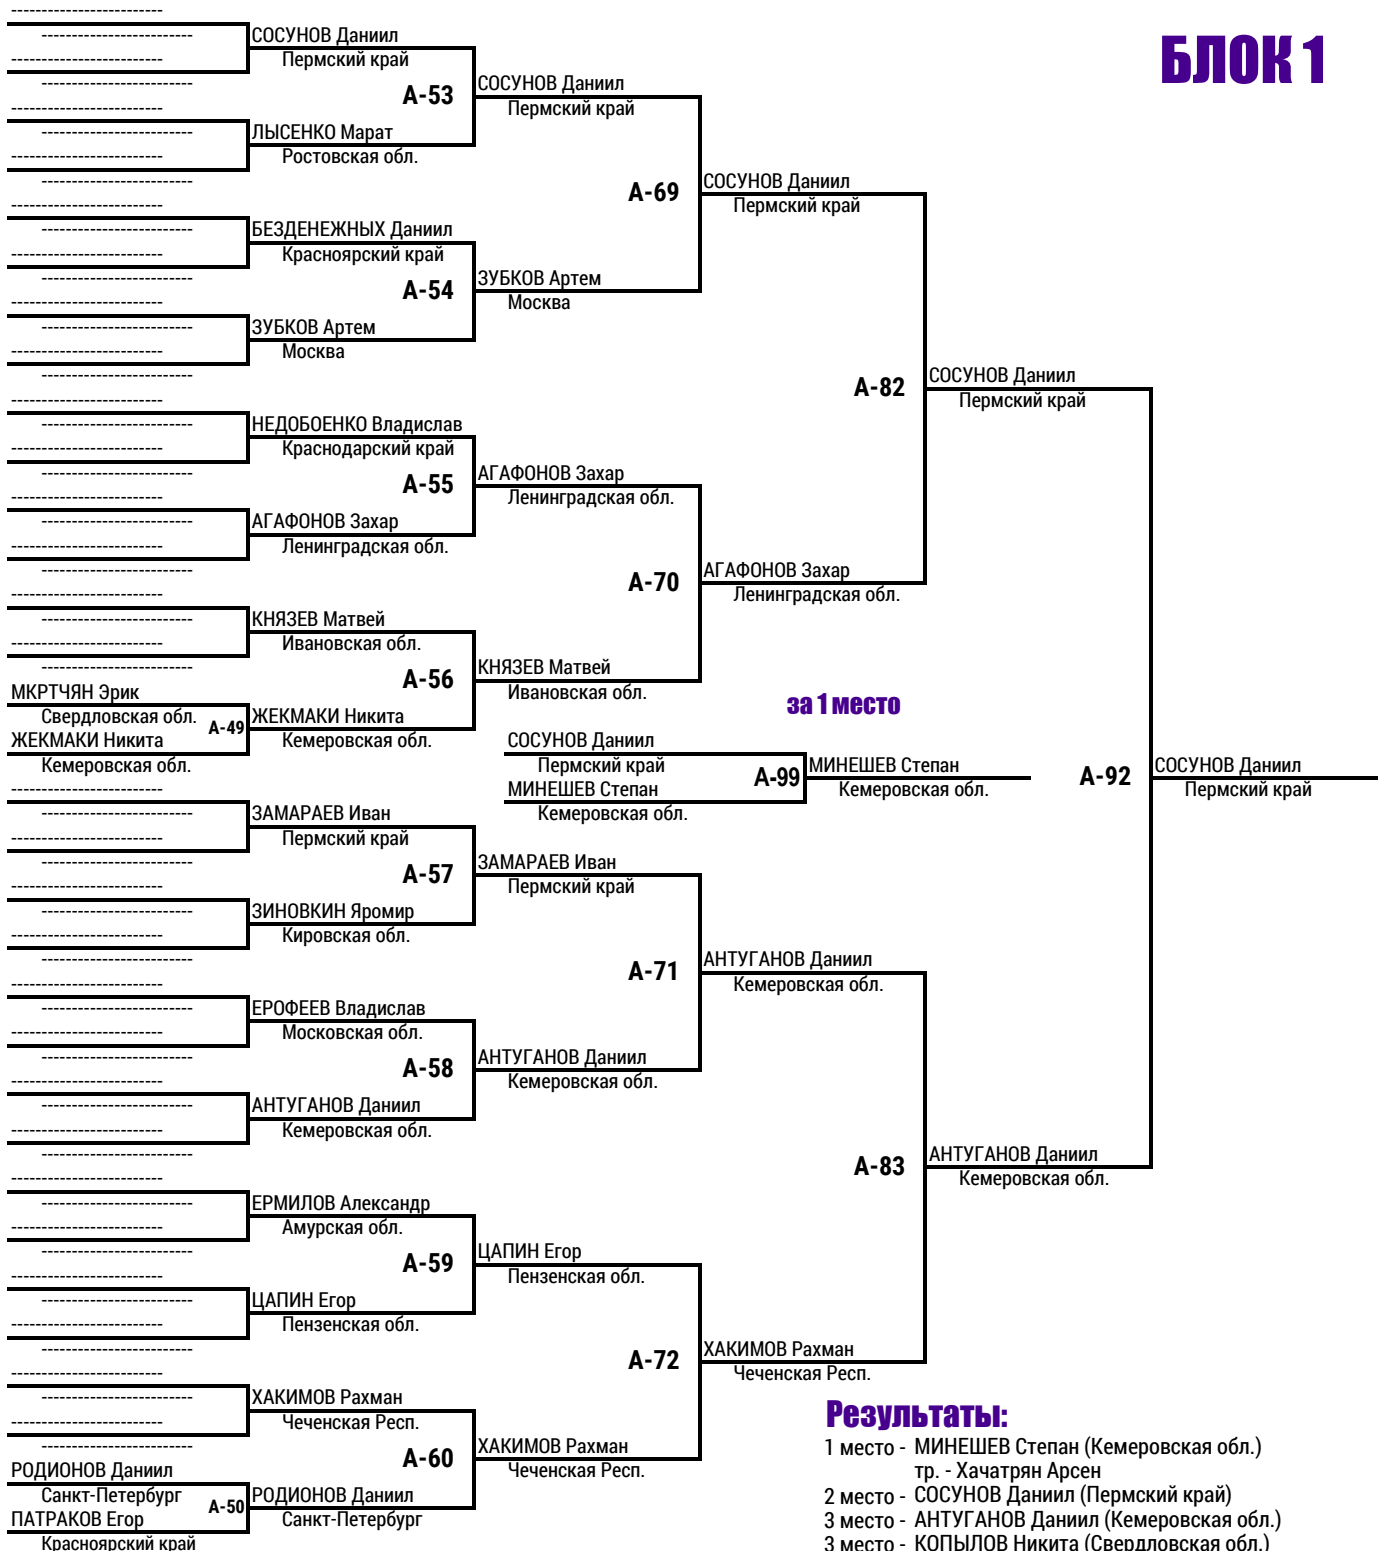 БЛОК 1
СОСУНОВ Даниил
Пермский край
А-53
ЛЫСЕНКО Марат
Ростовская обл.
СОСУНОВ Даниил
Пермский край
А-69
БЕЗДЕНЕЖНЫХ Даниил
Красноярский край
А-54
ЗУБКОВ Артем
Москва
ЗУБКОВ Артем
Москва
СОСУНОВ Даниил
Пермский край
А-82
НЕДОБОЕНКО Владислав
Краснодарский край
А-55
АГАФОНОВ Захар
Ленинградская обл.
АГАФОНОВ Захар
Ленинградская обл.
А-70
КНЯЗЕВ Матвей
Ивановская обл.
А-56
МКРТЧЯН Эрик
Свердловская обл.
А-49
ЖЕКМАКИ Никита
Кемеровская обл.
ЖЕКМАКИ Никита
Кемеровская обл.
КНЯЗЕВ Матвей
Ивановская обл.
АГАФОНОВ Захар
Ленинградская обл.
СОСУНОВ Даниил
Пермский край
за 1 место
СОСУНОВ Даниил
Пермский край
А-99
МИНЕШЕВ Степан
Кемеровская обл.
МИНЕШЕВ Степан
Кемеровская обл.
А-92
СОСУНОВ Даниил
Пермский край
ЗАМАРАЕВ Иван
Пермский край
А-57
ЗИНОВКИН Яромир
Кировская обл.
ЗАМАРАЕВ Иван
Пермский край
А-71
ЕРОФЕЕВ Владислав
Московская обл.
А-58
АНТУГАНОВ Даниил
Кемеровская обл.
АНТУГАНОВ Даниил
Кемеровская обл.
АНТУГАНОВ Даниил
Кемеровская обл.
А-83
АНТУГАНОВ Даниил
Кемеровская обл.
ЕРМИЛОВ Александр
Амурская обл.
А-59
ЦАПИН Егор
Пензенская обл.
ЦАПИН Егор
Пензенская обл.
А-72
ХАКИМОВ Рахман
Чеченская Респ.
ХАКИМОВ Рахман
Чеченская Респ.
А-60
РОДИОНОВ Даниил
Санкт-Петербург
А-50
ПАТРАКОВ Егор
Красноярский край
РОДИОНОВ Даниил
Санкт-Петербург
ХАКИМОВ Рахман
Чеченская Респ.
Результаты:
1 место - МИНЕШЕВ Степан (Кемеровская обл.)
тр. - Хачатрян Арсен
2 место - СОСУНОВ Даниил (Пермский край)
3 место - АНТУГАНОВ Даниил (Кемеровская обл.)
3 место - КОПЫЛОВ Никита (Свердловская обл.)